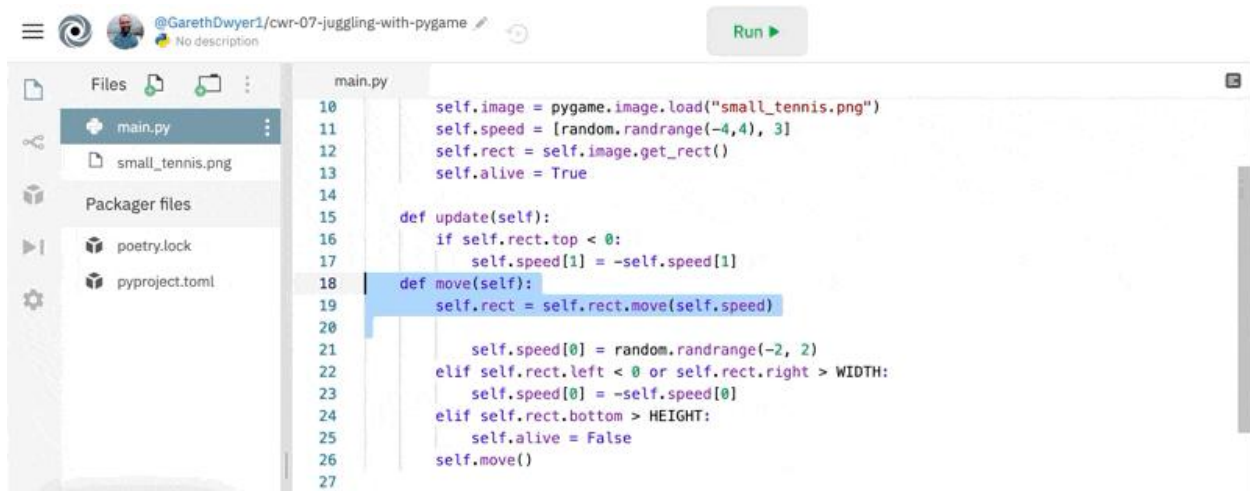 @GarethDwyer1/cwr-07-juggling-with-pygame
No description
Run
Files
main.py
small_tennis.png
Packager files
poetry.lock
pyproject.toml
main.py
10 self.image = pygame.image.load("small_tennis.png")
11 self.speed = [random.randrange(-4,4), 3]
12 self.rect = self.image.get_rect()
13 self.alive = True
14
15 def update(self):
16 if self.rect.top < 0:
17 self.speed[1] = -self.speed[1]
18 def move(self):
19 self.rect = self.rect.move(self.speed)
20
21 self.speed[0] = random.randrange(-2, 2)
22 elif self.rect.left < 0 or self.rect.right > WIDTH:
23 self.speed[0] = -self.speed[0]
24 elif self.rect.bottom > HEIGHT:
25 self.alive = False
26 self.move()
27